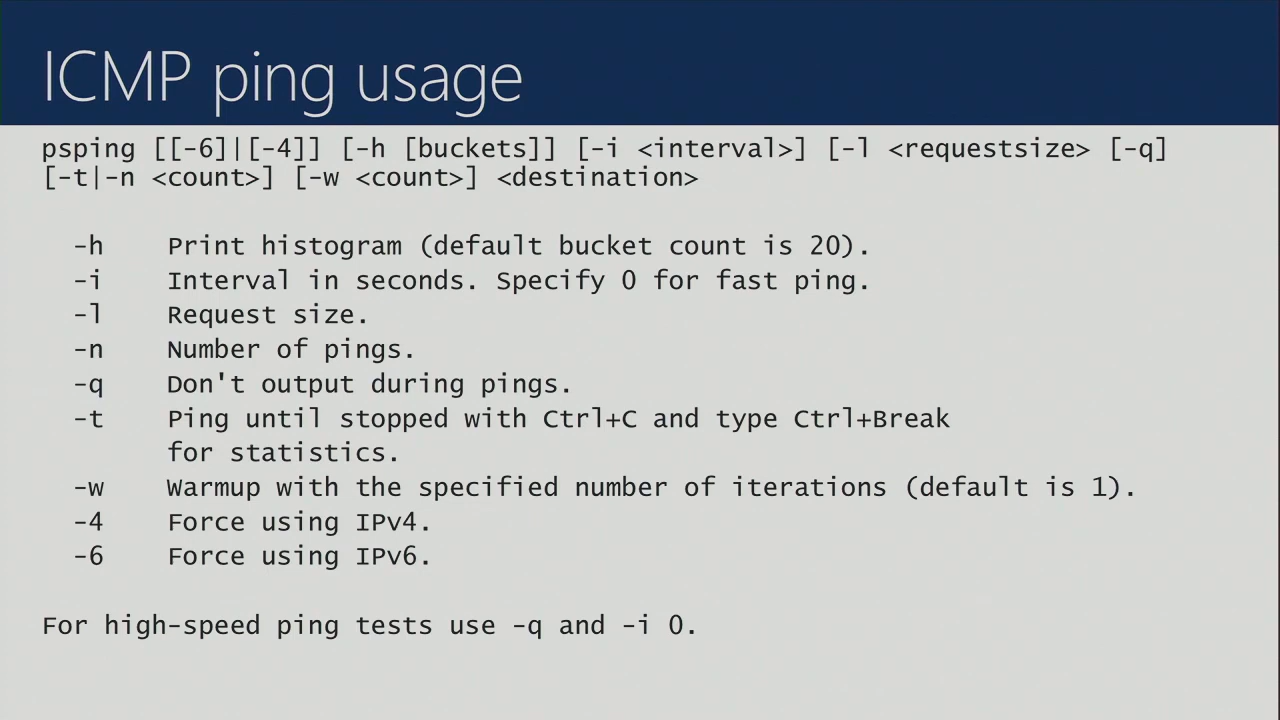 ICMP ping usage
psping [[-6]|[-4]] [-h [buckets]] [-i <interval>] [-l <requestsize> [-q]
[-t|-n <count>] [-w <count>] <destination>
-h Print histogram (default bucket count is 20).
-i Interval in seconds. Specify 0 for fast ping.
-l Request size.
-n Number of pings.
-q Don't output during pings.
-t Ping until stopped with Ctrl+C and type Ctrl+Break
for statistics.
-w Warmup with the specified number of iterations (default is 1).
-4 Force using IPv4.
-6 Force using IPv6.
For high-speed ping tests use -q and -i 0.